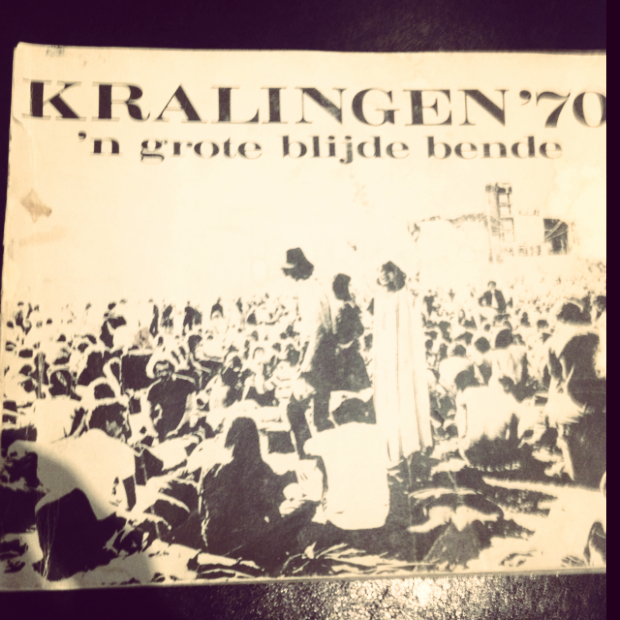 KRALINGEN '70
'n grote blijde bende